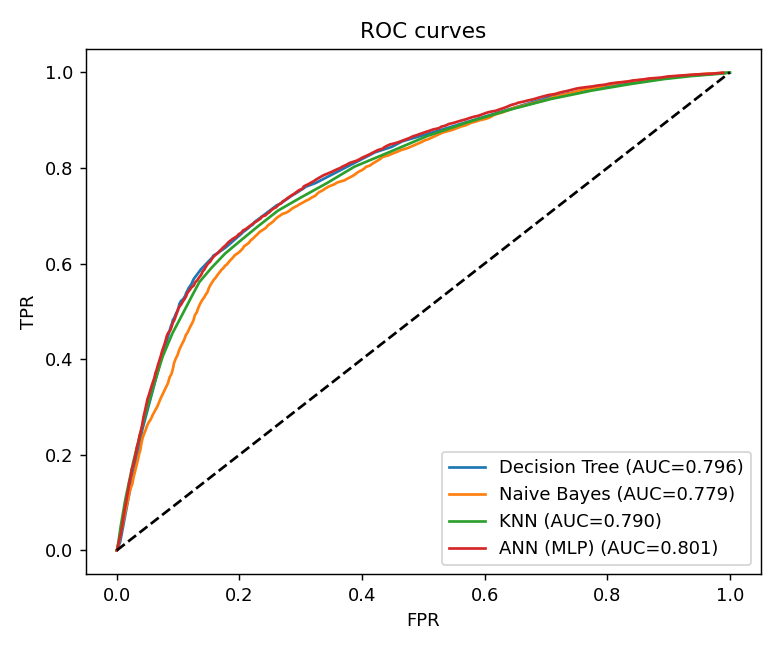 ROC curves
TPR
1.0
0.8
0.6
0.4
0.2
0.0
Decision Tree (AUC=0.796)
Naive Bayes (AUC=0.779)
KNN (AUC=0.790)
ANN (MLP) (AUC=0.801)
0.0 0.2 0.4 0.6 0.8 1.0
FPR